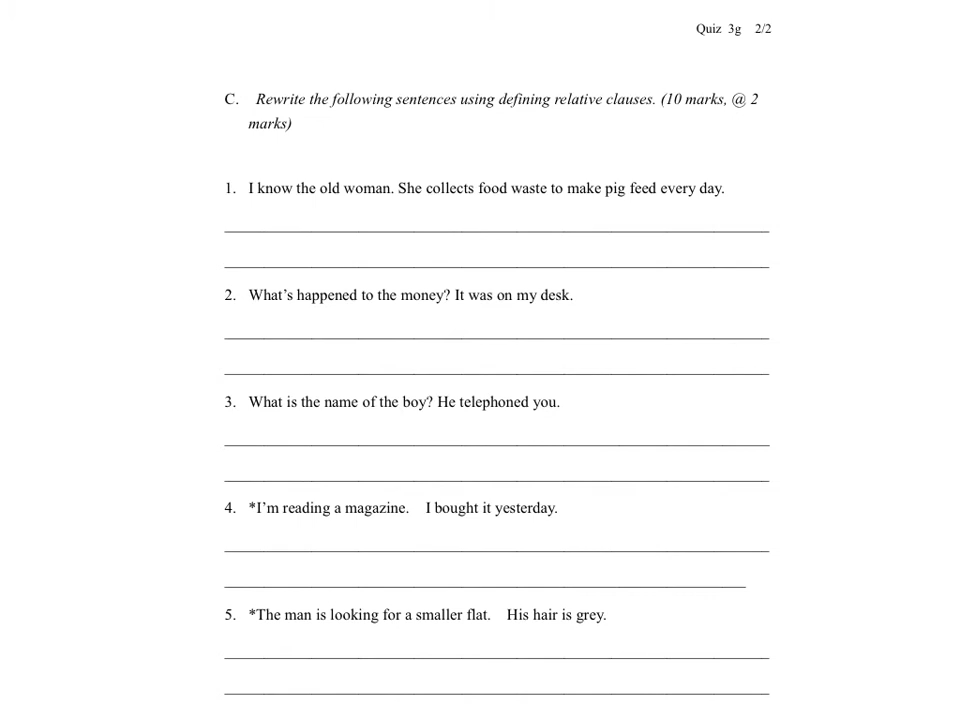 Quiz 3g 2/2
C. Rewrite the following sentences using defining relative clauses. (10 marks, @ 2
marks)
1. I know the old woman. She collects food waste to make pig feed every day.
2. What’s happened to the money? It was on my desk.
3. What is the name of the boy? He telephoned you.
4. *I’m reading a magazine. I bought it yesterday.
5. *The man is looking for a smaller flat. His hair is grey.